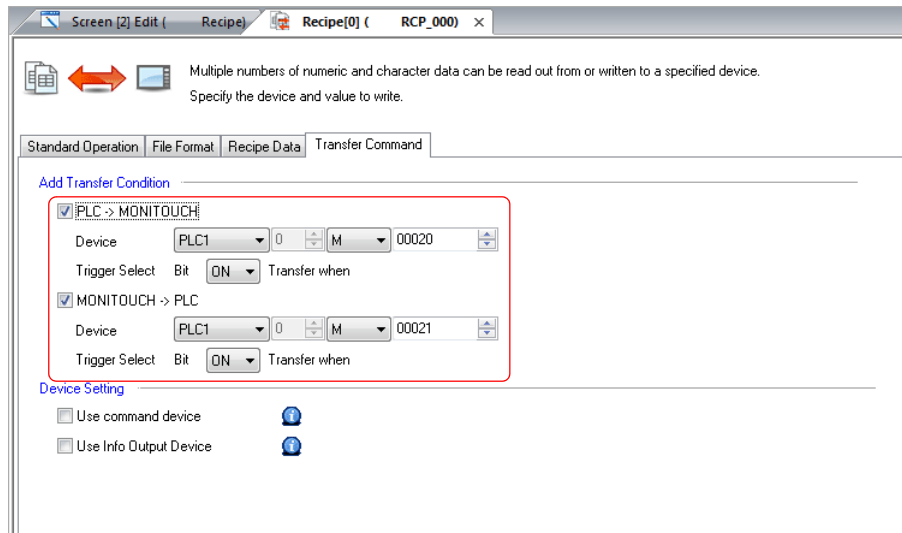 Screen [2] Edit ( Recipe) Recipe[0] ( RCP_000) ×
Multiple numbers of numeric and character data can be read out from or written to a specified device.
Specify the device and value to write.
Standard Operation File Format Recipe Data Transfer Command
Add Transfer Condition
PLC -> MONITOUCH
Device PLC1 0 M 00020
Trigger Select Bit ON Transfer when
MONITOUCH -> PLC
Device PLC1 0 M 00021
Trigger Select Bit ON Transfer when
Device Setting
Use command device
Use Info Output Device